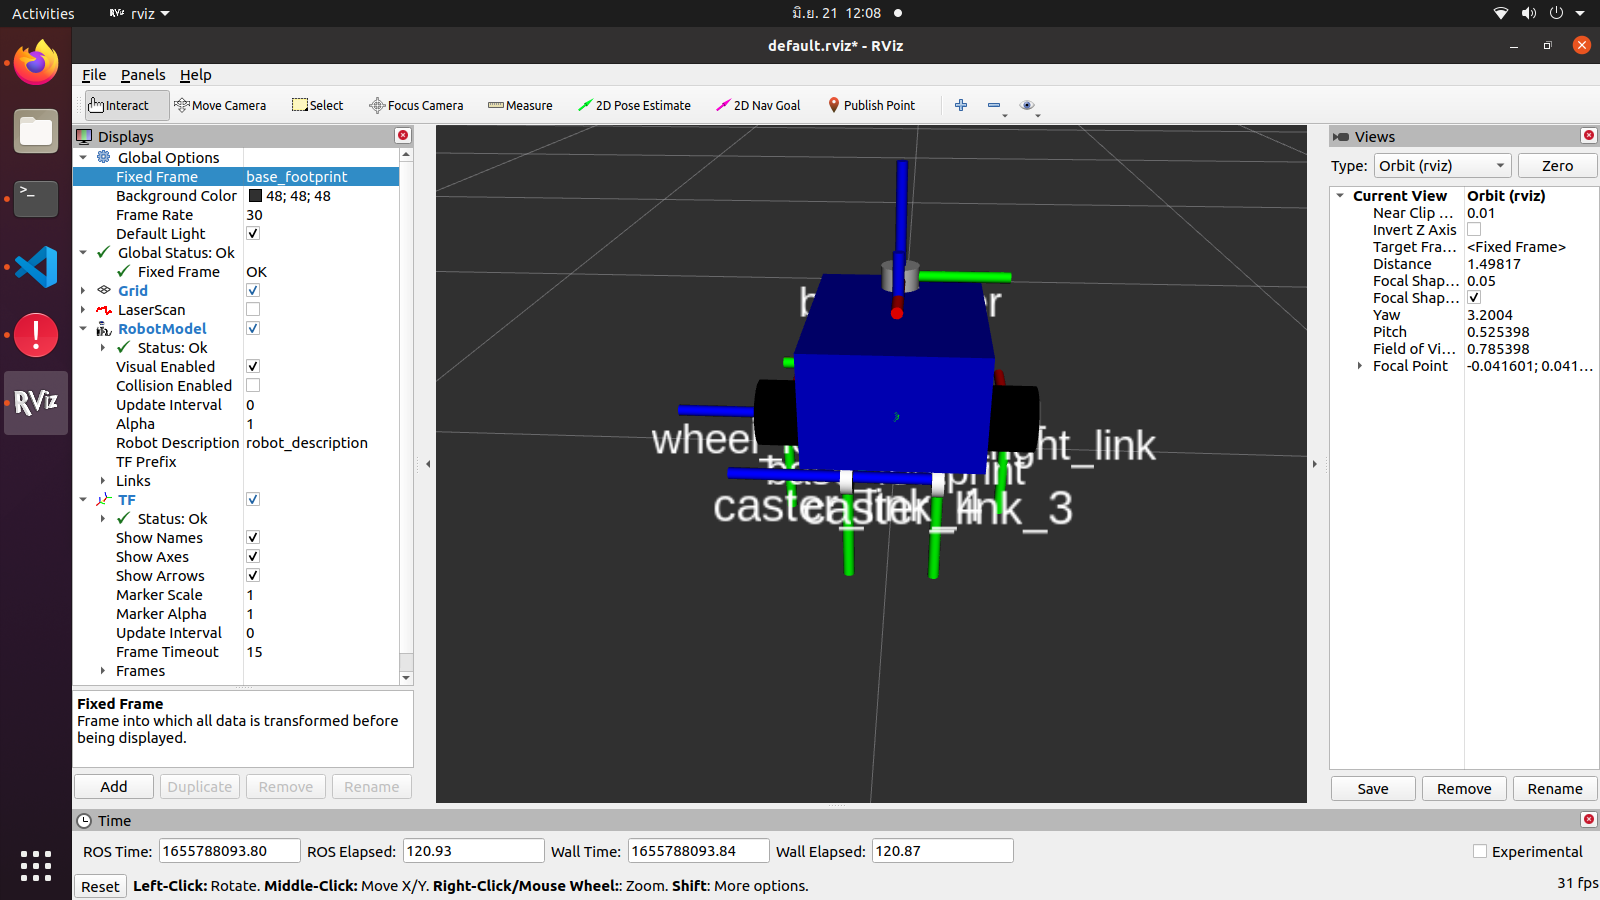 Activities
RViz rviz
มิ.ย. 21 12:08
default.rviz* - RViz
File Panels Help
Interact Move Camera Select Focus Camera Measure 2D Pose Estimate 2D Nav Goal Publish Point
Displays
Global Options
Fixed Frame base_footprint
Background Color 48; 48; 48
Frame Rate 30
Default Light
Global Status: Ok
Fixed Frame OK
Grid
LaserScan
RobotModel
Status: Ok
Visual Enabled
Collision Enabled
Update Interval 0
Alpha 1
Robot Description robot_description
TF Prefix
Links
TF
Status: Ok
Show Names
Show Axes
Show Arrows
Marker Scale 1
Marker Alpha 1
Update Interval 0
Frame Timeout 15
Frames
Fixed Frame
Frame into which all data is transformed before
being displayed.
Add Duplicate Remove Rename
>_
RViz
wheel_
ght_link
caster_link_4
caster_link_3
Views
Type: Orbit (rviz) Zero
Current View Orbit (rviz)
Near Clip ... 0.01
Invert Z Axis
Target Fra... <Fixed Frame>
Distance 1.49817
Focal Shap... 0.05
Focal Shap...
Yaw 3.2004
Pitch 0.525398
Field of Vi... 0.785398
Focal Point -0.041601; 0.041...
Save Remove Rename
Time
ROS Time: 1655788093.80 ROS Elapsed: 120.93 Wall Time: 1655788093.84 Wall Elapsed: 120.87 Experimental
Reset Left-Click: Rotate. Middle-Click: Move X/Y. Right-Click/Mouse Wheel:: Zoom. Shift: More options. 31 fps